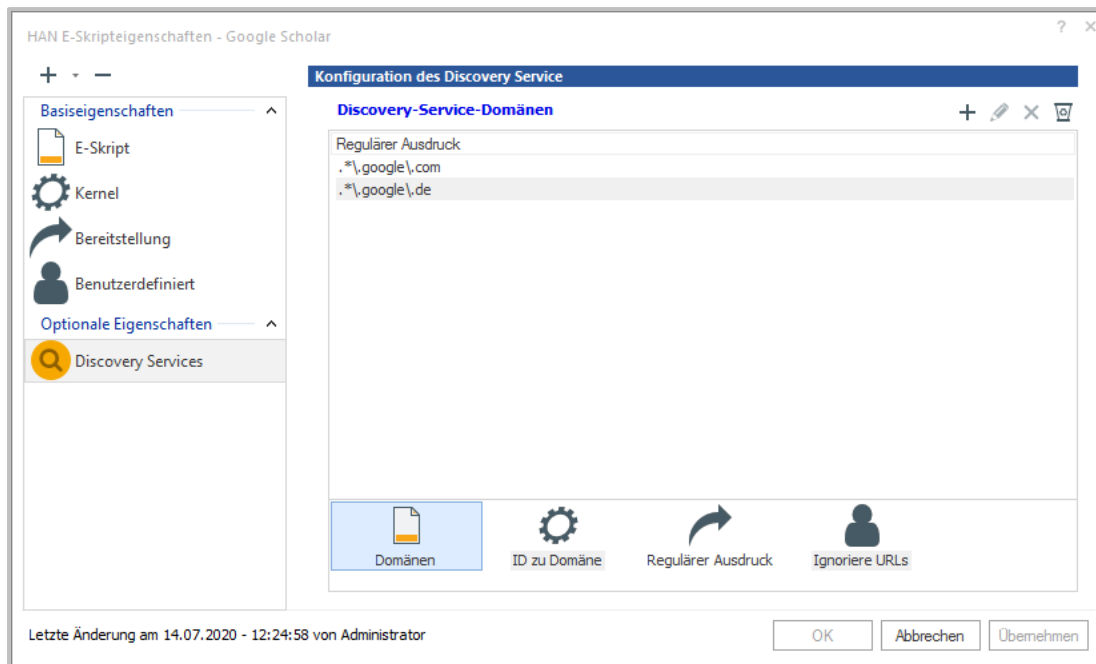 HAN E-Skripteigenschaften - Google Scholar
Konfiguration des Discovery Service
Basiseigenschaften
E-Skript
Kernel
Bereitstellung
Benutzerdefiniert
Optionale Eigenschaften
Discovery Services
Discovery-Service-Domänen
Regulärer Ausdruck
.*\.google\.com
.*\.google\.de
Domänen
ID zu Domäne
Regulärer Ausdruck
Ignoriere URLs
Letzte Änderung am 14.07.2020 - 12:24:58 von Administrator
OK
Abbrechen
Übernehmen